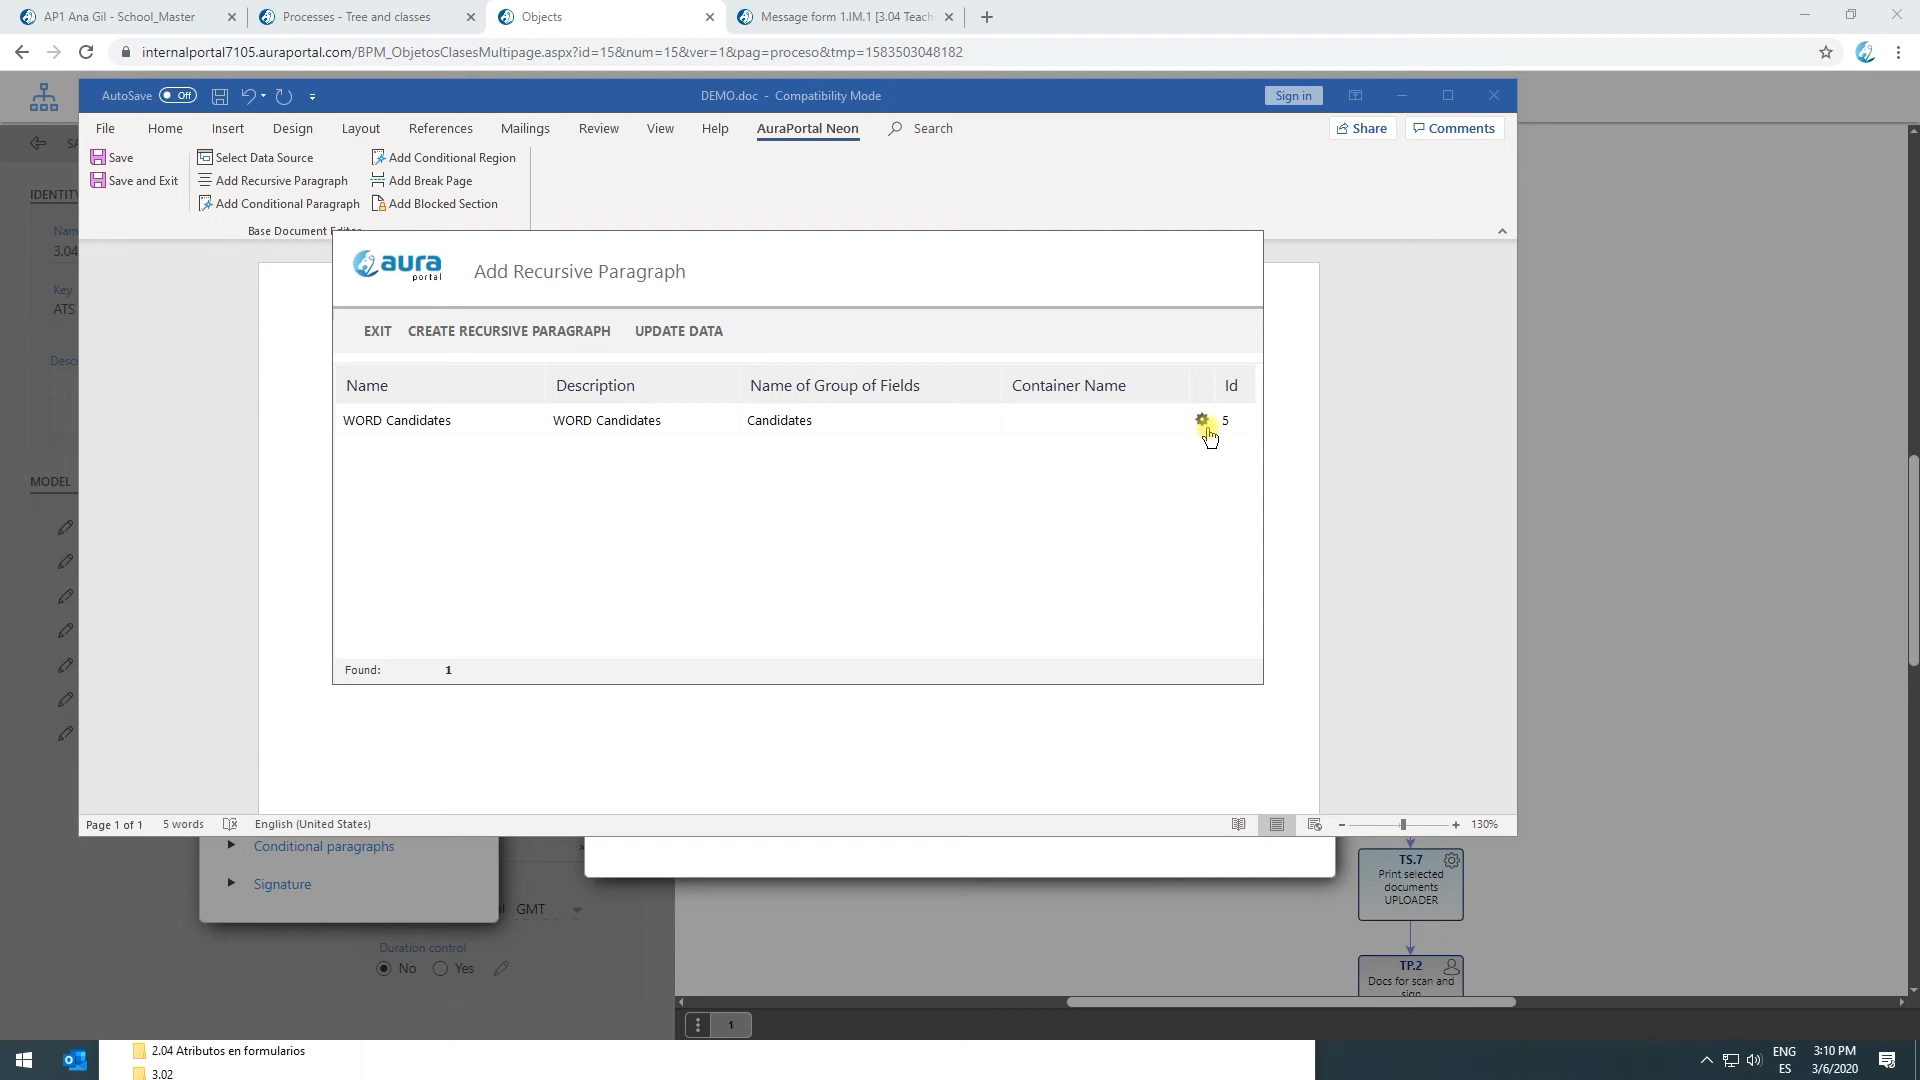 AP1 Ana Gil - School_Master
Processes - Tree and classes
Objects
Message form 1.IM.1 [3.04 Teach
internalportal7105.auraportal.com/BPM_ObjetosClasesMultipage.aspx?id=15&num=15&ver=1&pag=proceso&tmp=1583503048182
AutoSave Off
DEMO.doc - Compatibility Mode
Sign in
File Home Insert Design Layout References Mailings Review View Help AuraPortal Neon Search
Share Comments
Save
Select Data Source
Add Conditional Region
Save and Exit
Add Recursive Paragraph
Add Break Page
Add Conditional Paragraph
Add Blocked Section
Base Document Editor
IDENTITY
3.04
Key
ATS
MODEL
aura
portal
Add Recursive Paragraph
EXIT CREATE RECURSIVE PARAGRAPH UPDATE DATA
Name Description Name of Group of Fields Container Name Id
WORD Candidates WORD Candidates Candidates 5
Found: 1
Page 1 of 1 5 words English (United States)
130%
Conditional paragraphs
Signature
GMT
Duration control
No Yes
TS.7
Print selected
documents
UPLOADER
TP.2
Docs for scan and
sign
1
2.04 Atributos en formularios
3.02
ENG
ES
3:10 PM
3/6/2020